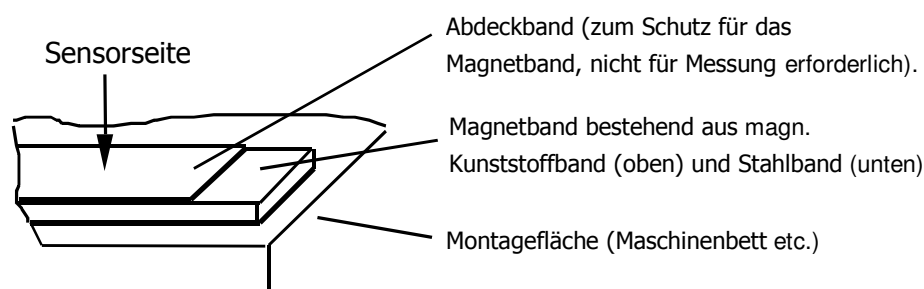 Sensorseite
Abdeckband (zum Schutz für das
Magnetband, nicht für Messung erforderlich).
Magnetband bestehend aus magn.
Kunststoffband (oben) und Stahlband (unten)
Montagefläche (Maschinenbett etc.)